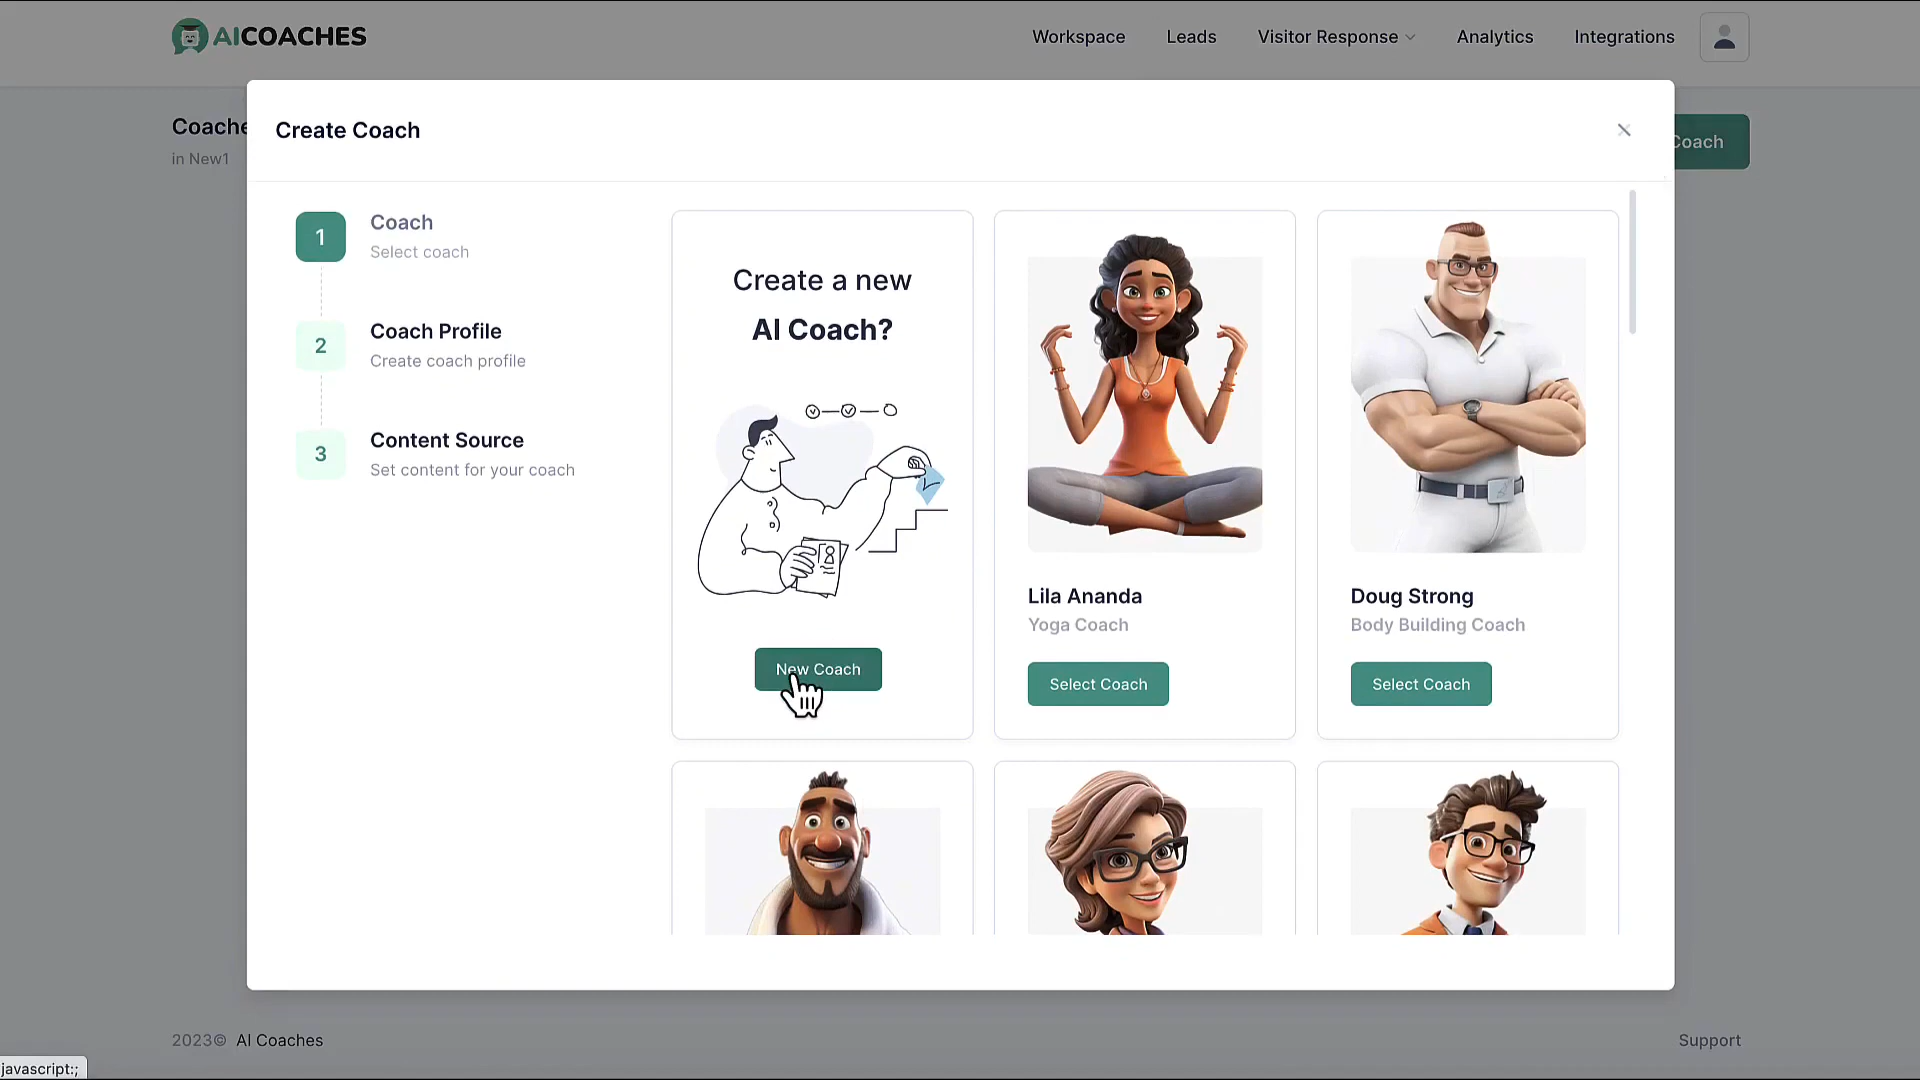 AICOACHES
Workspace
Leads
Visitor Response
Analytics
Integrations
in New1
Coach
Create Coach
1
Coach
Select coach
2
Coach Profile
Create coach profile
3
Content Source
Set content for your coach
Create a new
AI Coach?
New Coach
Lila Ananda
Yoga Coach
Select Coach
Doug Strong
Body Building Coach
Select Coach
2023© AI Coaches
Support
javascript:;